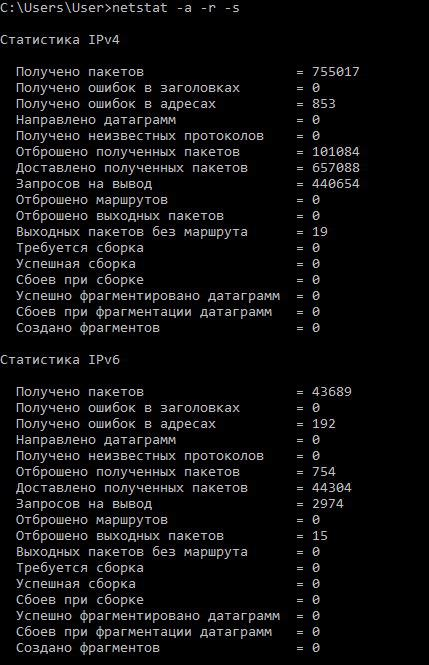 C:\Users\User>netstat -a -r -s
Статистика IPv4
Получено пакетов = 755017
Получено ошибок в заголовках = 0
Получено ошибок в адресах = 853
Направлено датаграмм = 0
Получено неизвестных протоколов = 0
Отброшено полученных пакетов = 101084
Доставлено полученных пакетов = 657088
Запросов на вывод = 440654
Отброшено маршрутов = 0
Отброшено выходных пакетов = 0
Выходных пакетов без маршрута = 19
Требуется сборка = 0
Успешная сборка = 0
Сбоев при сборке = 0
Успешно фрагментировано датаграмм = 0
Сбоев при фрагментации датаграмм = 0
Создано фрагментов = 0
Статистика IPv6
Получено пакетов = 43689
Получено ошибок в заголовках = 0
Получено ошибок в адресах = 192
Направлено датаграмм = 0
Получено неизвестных протоколов = 0
Отброшено полученных пакетов = 754
Доставлено полученных пакетов = 44304
Запросов на вывод = 2974
Отброшено маршрутов = 0
Отброшено выходных пакетов = 15
Выходных пакетов без маршрута = 0
Требуется сборка = 0
Успешная сборка = 0
Сбоев при сборке = 0
Успешно фрагментировано датаграмм = 0
Сбоев при фрагментации датаграмм = 0
Создано фрагментов = 0